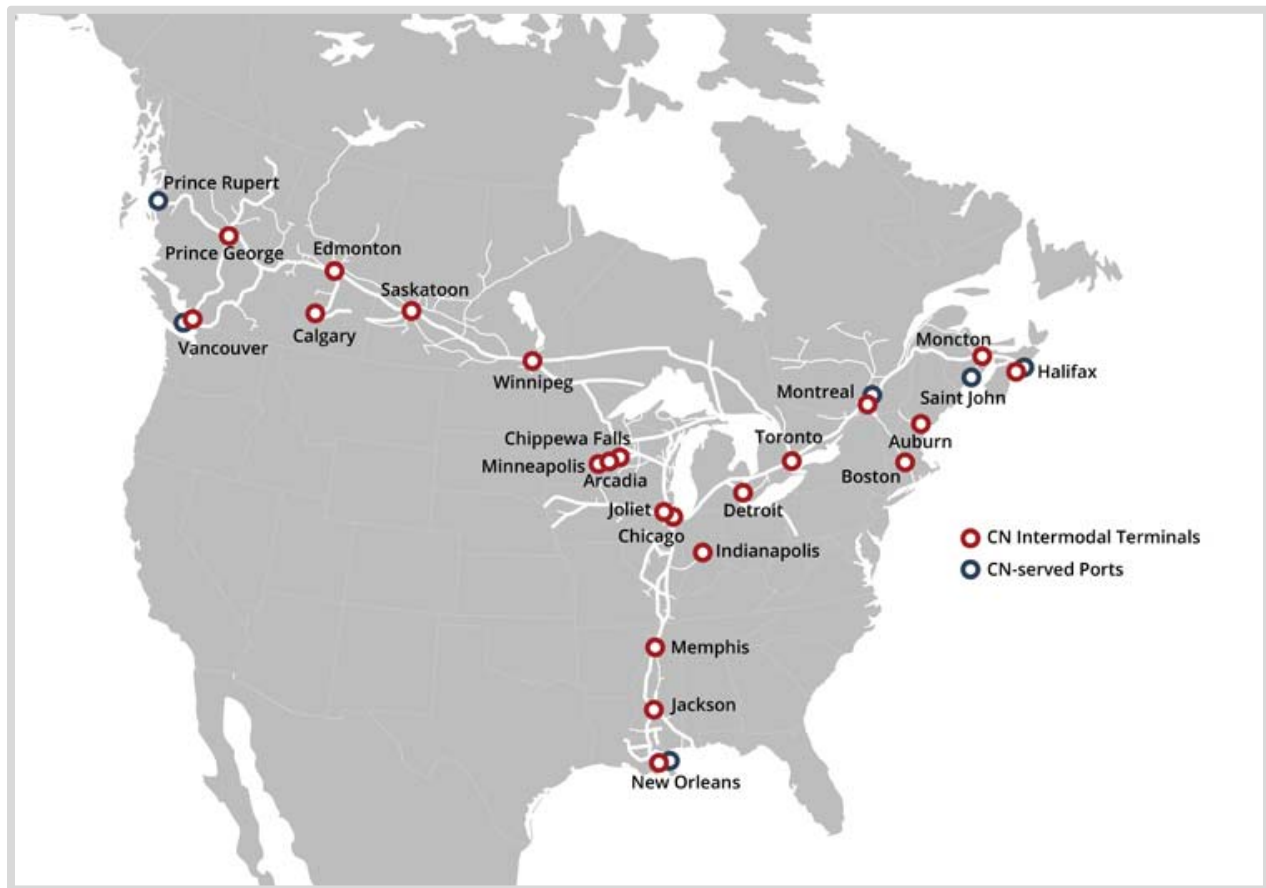 Prince Rupert
Prince George
Edmonton
Saskatoon
Calgary
Vancouver
Winnipeg
Moncton
Halifax
Montreal
Saint John
Toronto
Auburn
Boston
Chippewa Falls
Minneapolis
Arcadia
Detroit
Joliet
Chicago
Indianapolis
CN Intermodal Terminals
CN-served Ports
Memphis
Jackson
New Orleans